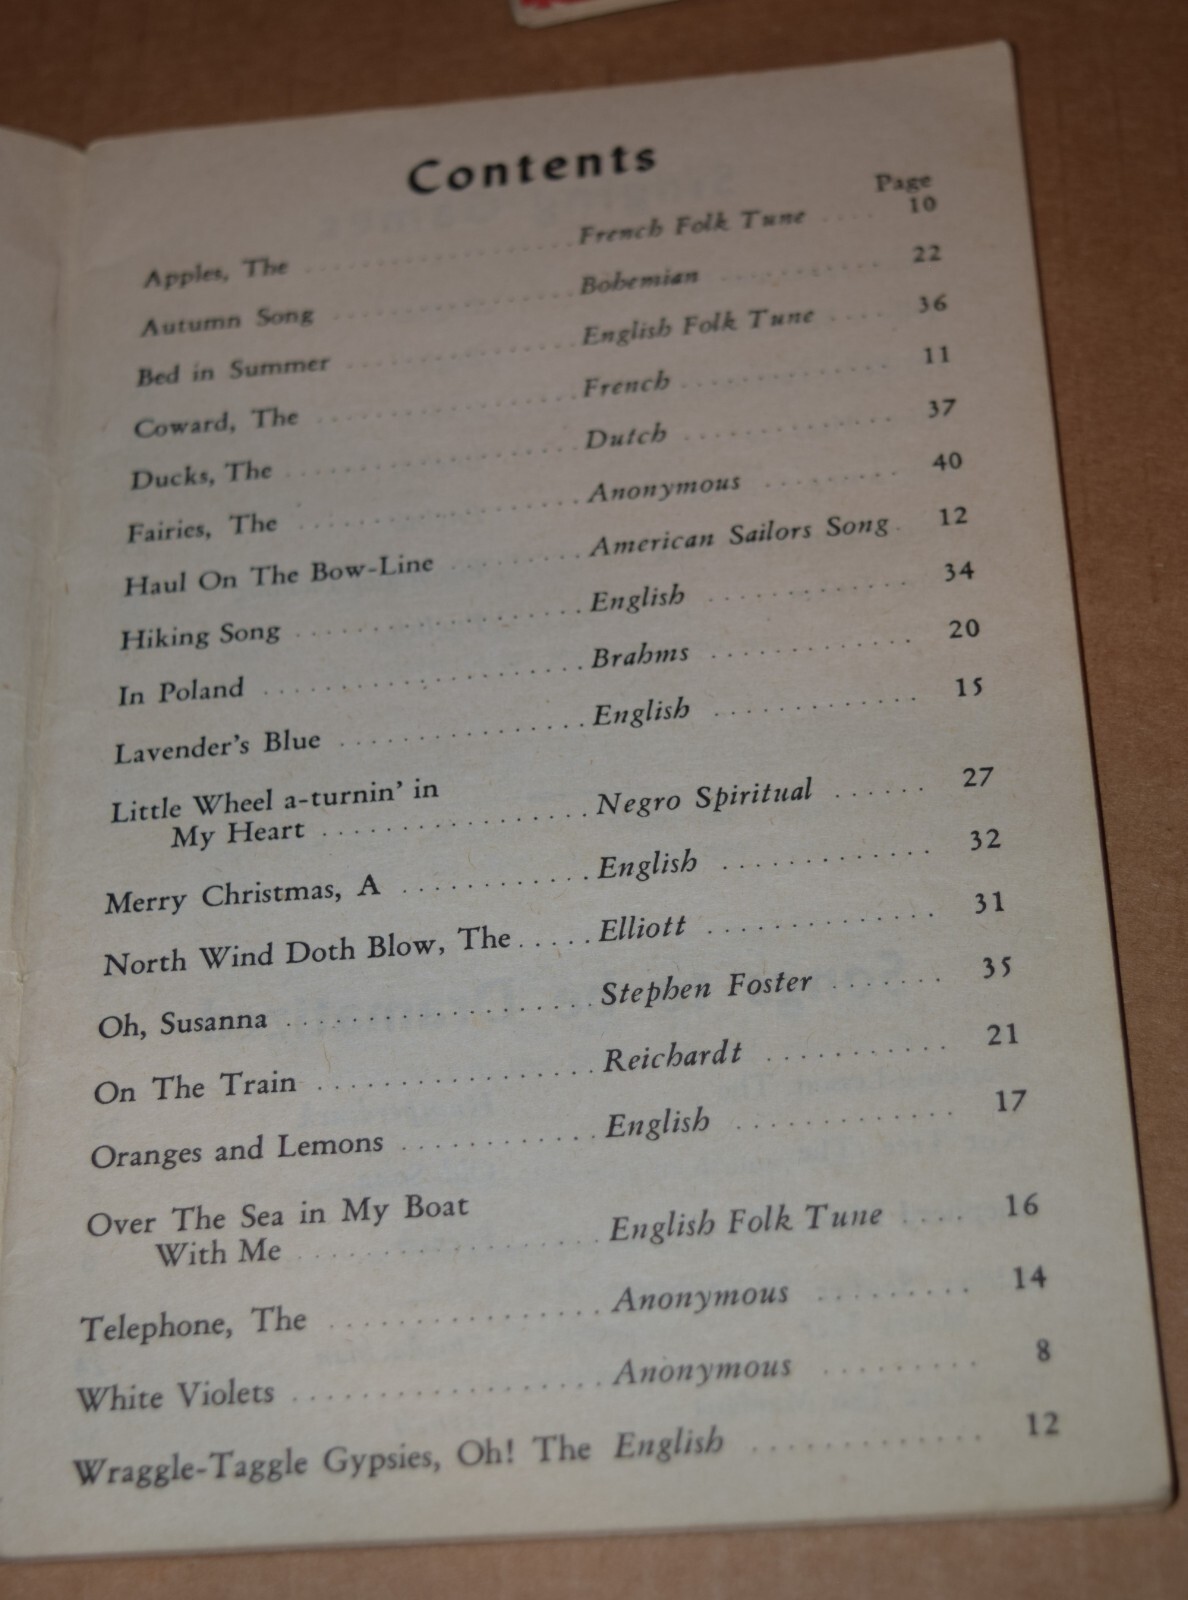 Contents
Page
Apples, The .......................... French Folk Tune .... 10
Autumn Song ....................... Bohemian ............ 22
Bed in Summer ..................... English Folk Tune .... 36
Coward, The ....................... French .............. 11
Ducks, The ......................... Dutch ............... 37
Fairies, The ......................... Anonymous ......... 40
Haul On The Bow-Line .......... American Sailors Song . 12
Hiking Song ........................ English ............. 34
In Poland ........................... Brahms ............. 20
Lavender's Blue .................... English ............. 15
Little Wheel a-turnin' in
My Heart .................. Negro Spiritual ...... 27
Merry Christmas, A ............. English ............. 32
North Wind Doth Blow, The ..... Elliott .............. 31
Oh, Susanna ...................... Stephen Foster ....... 35
On The Train .................... Reichardt ........... 21
Oranges and Lemons ............ English ............. 17
Over The Sea in My Boat
With Me .................... English Folk Tune .... 16
Telephone, The ................... Anonymous ......... 14
White Violets .................... Anonymous ......... 8
Wraggle-Taggle Gypsies, Oh! The English ............. 12